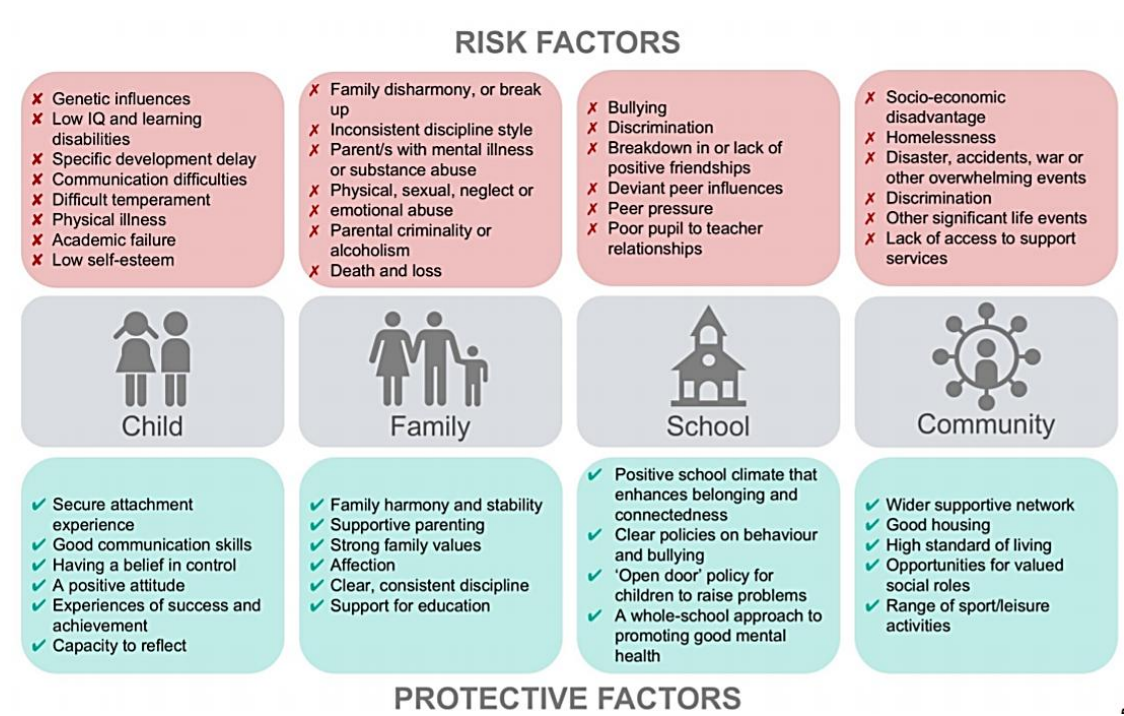 RISK FACTORS
✗ Genetic influences
✗ Low IQ and learning
disabilities
✗ Specific development delay
✗ Communication difficulties
✗ Difficult temperament
✗ Physical illness
✗ Academic failure
✗ Low self-esteem
✗ Family disharmony, or break
up
✗ Inconsistent discipline style
✗ Parent/s with mental illness
or substance abuse
✗ Physical, sexual, neglect or
✗ emotional abuse
✗ Parental criminality or
alcoholism
✗ Death and loss
✗ Bullying
✗ Discrimination
✗ Breakdown in or lack of
positive friendships
✗ Deviant peer influences
✗ Peer pressure
✗ Poor pupil to teacher
relationships
✗ Socio-economic
disadvantage
✗ Homelessness
✗ Disaster, accidents, war or
other overwhelming events
✗ Discrimination
✗ Other significant life events
✗ Lack of access to support
services
Child
Family
School
Community
✔ Secure attachment
experience
✔ Good communication skills
✔ Having a belief in control
✔ A positive attitude
✔ Experiences of success and
achievement
✔ Capacity to reflect
✔ Family harmony and stability
✔ Supportive parenting
✔ Strong family values
✔ Affection
✔ Clear, consistent discipline
✔ Support for education
✔ Positive school climate that
enhances belonging and
connectedness
✔ Clear policies on behaviour
and bullying
✔ ‘Open door’ policy for
children to raise problems
✔ A whole-school approach to
promoting good mental
health
✔ Wider supportive network
✔ Good housing
✔ High standard of living
✔ Opportunities for valued
social roles
✔ Range of sport/leisure
activities
PROTECTIVE FACTORS